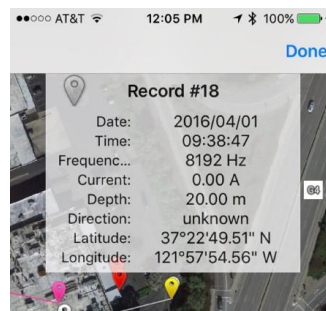 AT&T 12:05 PM 100%
Done
Record #18
Date: 2016/04/01
Time: 09:38:47
Frequenc... 8192 Hz
Current: 0.00 A
Depth: 20.00 m
Direction: unknown
Latitude: 37°22'49.51" N
Longitude: 121°57'54.56" W